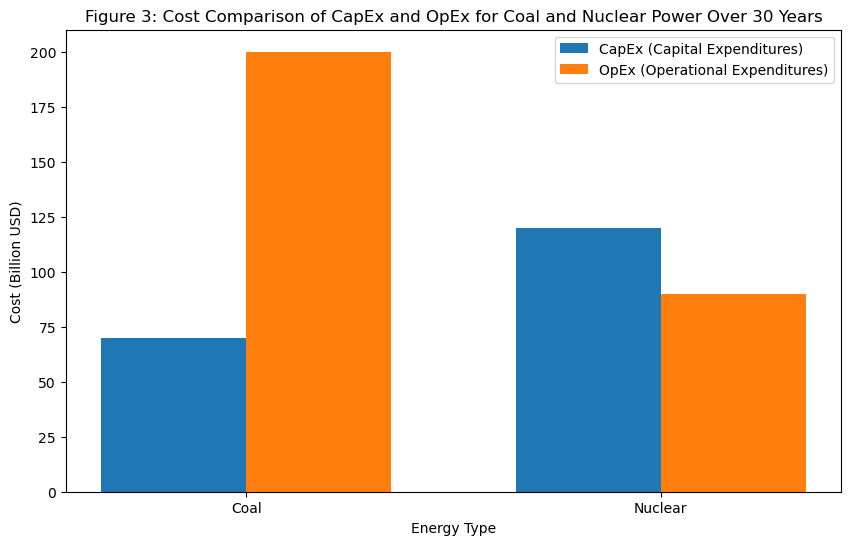 Figure 3: Cost Comparison of CapEx and OpEx for Coal and Nuclear Power Over 30 Years
CapEx (Capital Expenditures)
OpEx (Operational Expenditures)
Cost (Billion USD)
200
175
150
125
100
75
50
25
0
Coal
Nuclear
Energy Type